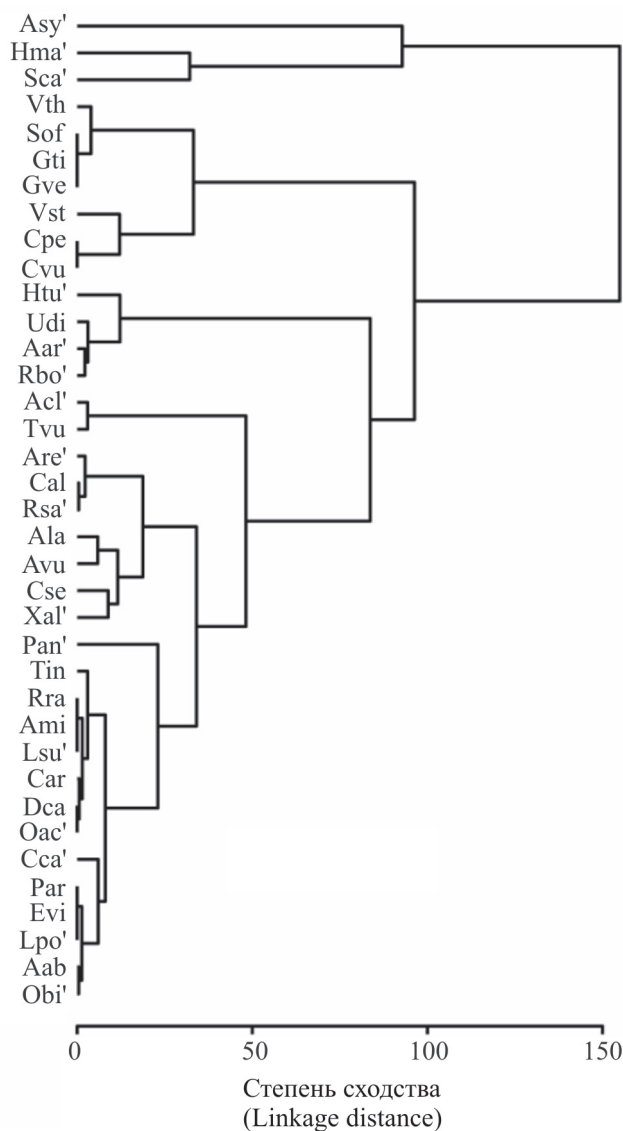 Asy'
Hma'
Sca'
Vth
Sof
Gti
Gve
Vst
Cpe
Cvu
Htu'
Udi
Aar'
Rbo'
Acl'
Tvu
Are'
Cal
Rsa'
Ala
Avu
Cse
Xal'
Pan'
Tin
Rra
Ami
Lsu'
Car
Dca
Oac'
Cca'
Par
Evi
Lpo'
Aab
Obi'
0 50 100 150
Степень сходства
(Linkage distance)